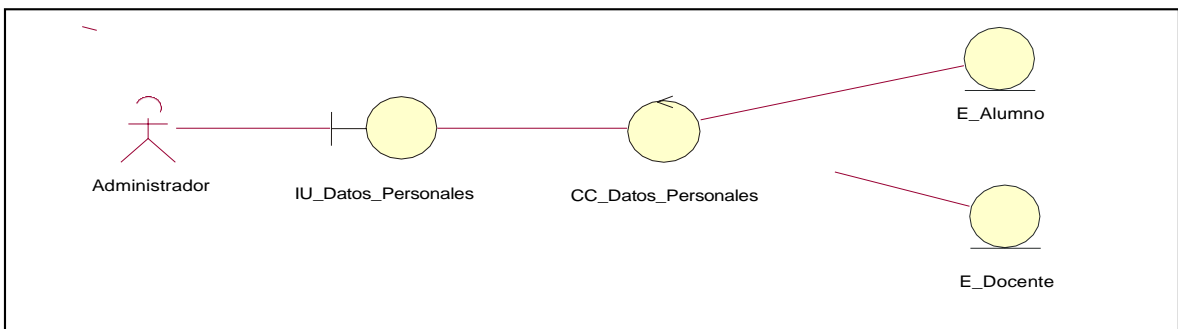 E_Alumno
Administrador
IU_Datos_Personales
CC_Datos_Personales
E_Docente